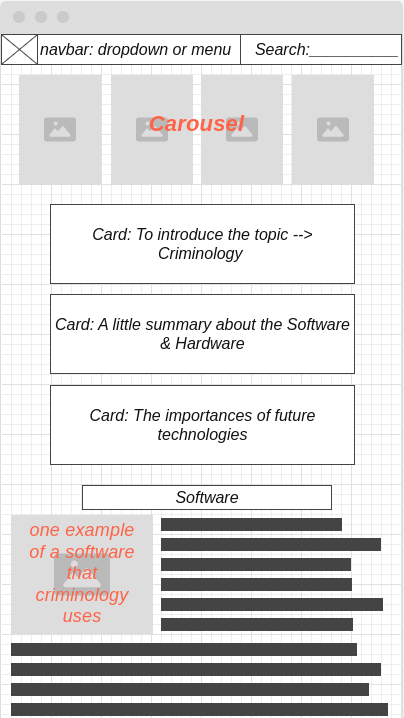 navbar: dropdown or menu
Search:__________
Carousel
Card: To introduce the topic -->
Criminology
Card: A little summary about the Software
& Hardware
Card: The importances of future
technologies
Software
one example
of a software
that
criminology
uses